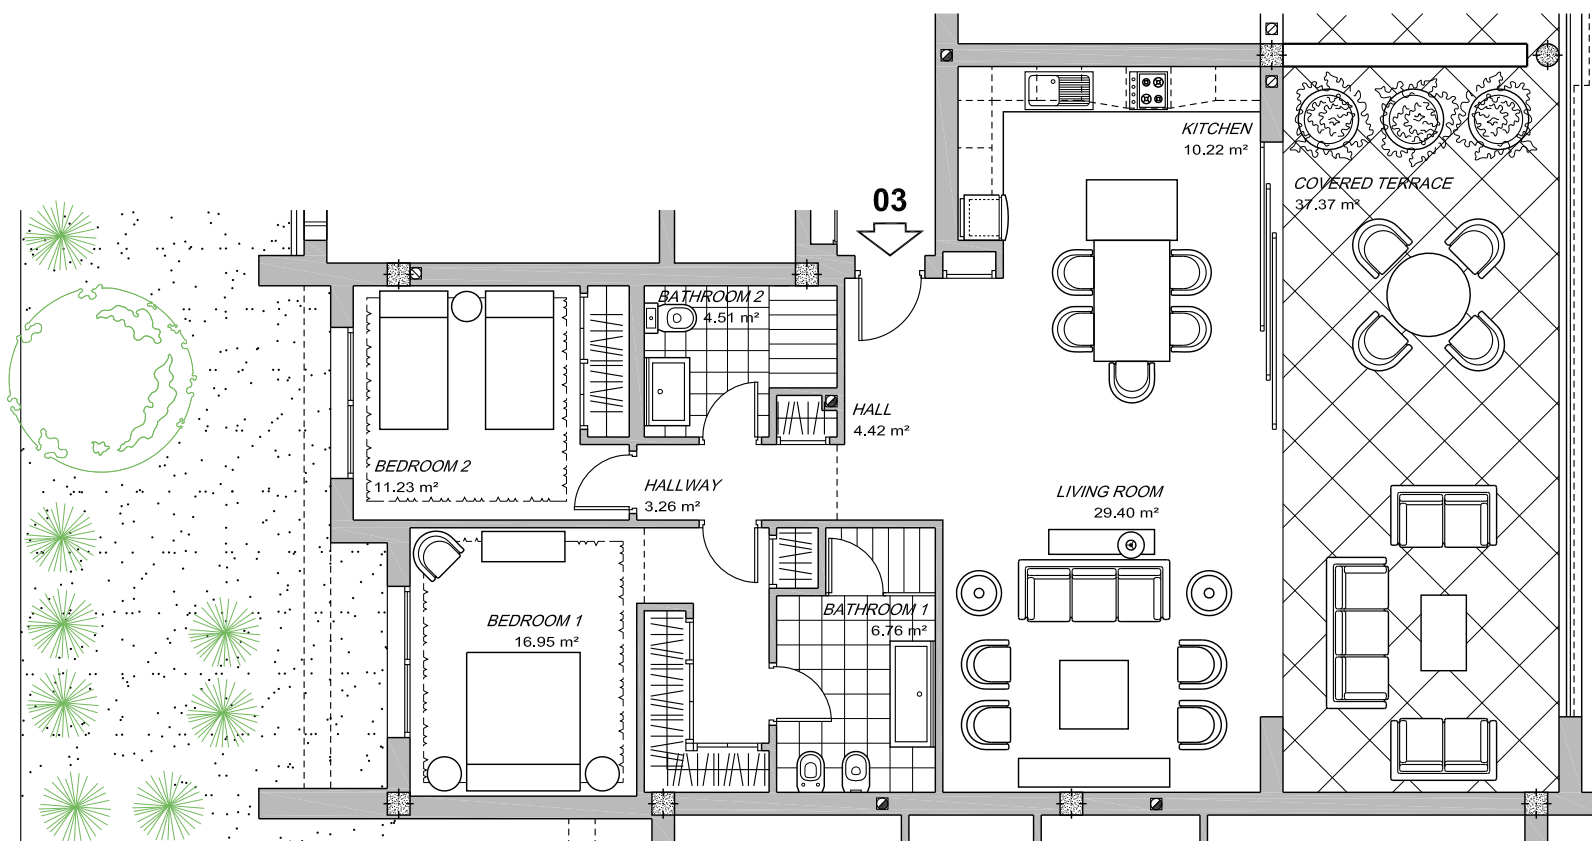 KITCHEN
10.22 m²
COVERED TERRACE
37.37 m²
03
BATHROOM 2
4.51 m²
HALL
4.42 m²
BEDROOM 2
11.23 m²
HALLWAY
3.26 m²
LIVING ROOM
29.40 m²
BEDROOM 1
16.95 m²
BATHROOM 1
6.76 m²